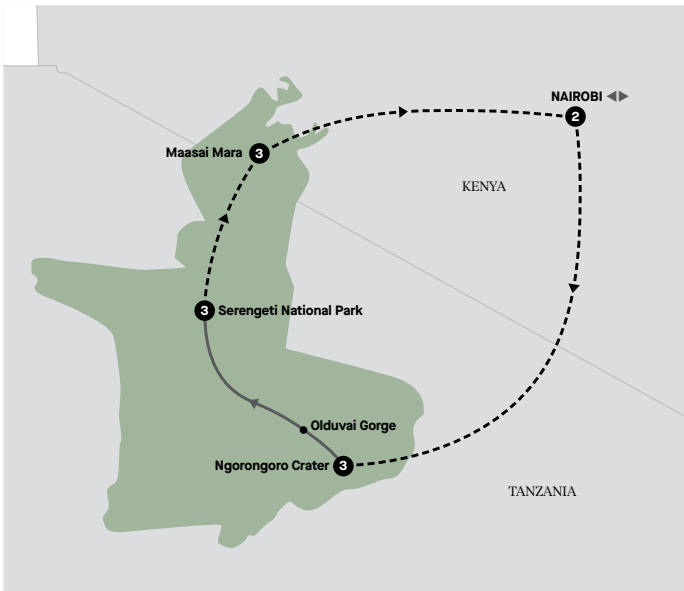 NAIROBI
2
Maasai Mara 3
KENYA
3 Serengeti National Park
Olduvai Gorge
Ngorongoro Crater 3
TANZANIA